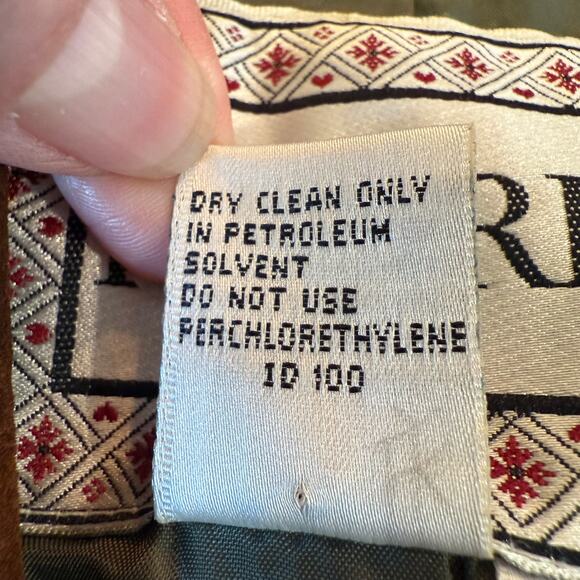 DRY CLEAN ONLY
IN PETROLEUM
SOLVENT
DO NOT USE
PERCHLORETHYLENE
ID 100